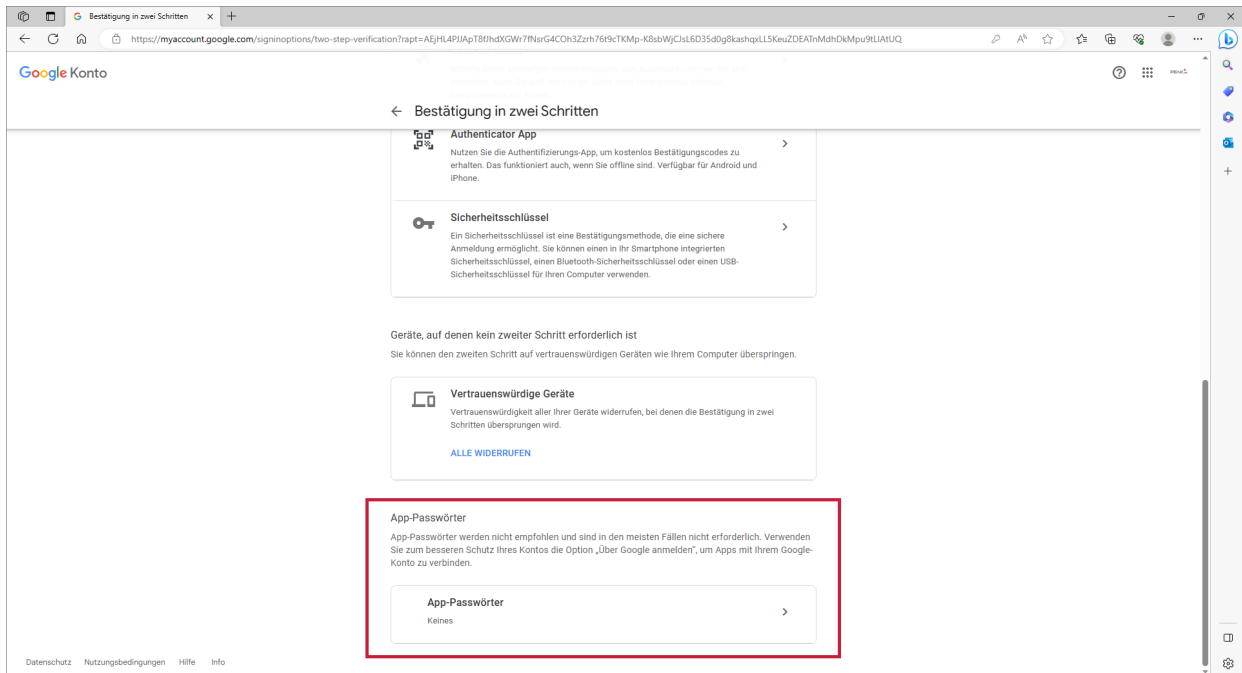 Bestätigung in zwei Schritten
https://myaccount.google.com/signinoptions/two-step-verification?rapt=AEjHL4PJJApT8fJhdXGWr7fNsrG4COh3Zzrh76t9cTKMp-K8sbWjCJsL6D35d0g8kashqxLL5KeuZDEATnMdhDkMpu9tLIAtUQ
Google Konto
Bestätigung in zwei Schritten
Authenticator App
Nutzen Sie die Authentifizierungs-App, um kostenlos Bestätigungscodes zu
erhalten. Das funktioniert auch, wenn Sie offline sind. Verfügbar für Android und
iPhone.
Sicherheitsschlüssel
Ein Sicherheitsschlüssel ist eine Bestätigungsmethode, die eine sichere
Anmeldung ermöglicht. Sie können einen in Ihr Smartphone integrierten
Sicherheitsschlüssel, einen Bluetooth-Sicherheitsschlüssel oder einen USB-
Sicherheitsschlüssel für Ihren Computer verwenden.
Geräte, auf denen kein zweiter Schritt erforderlich ist
Sie können den zweiten Schritt auf vertrauenswürdigen Geräten wie Ihrem Computer überspringen.
Vertrauenswürdige Geräte
Vertrauenswürdigkeit aller Ihrer Geräte widerrufen, bei denen die Bestätigung in zwei
Schritten übersprungen wird.
ALLE WIDERRUFEN
App-Passwörter
App-Passwörter werden nicht empfohlen und sind in den meisten Fällen nicht erforderlich. Verwenden
Sie zum besseren Schutz Ihres Kontos die Option „Über Google anmelden", um Apps mit Ihrem Google-
Konto zu verbinden.
App-Passwörter
Keines
Datenschutz Nutzungsbedingungen Hilfe Info